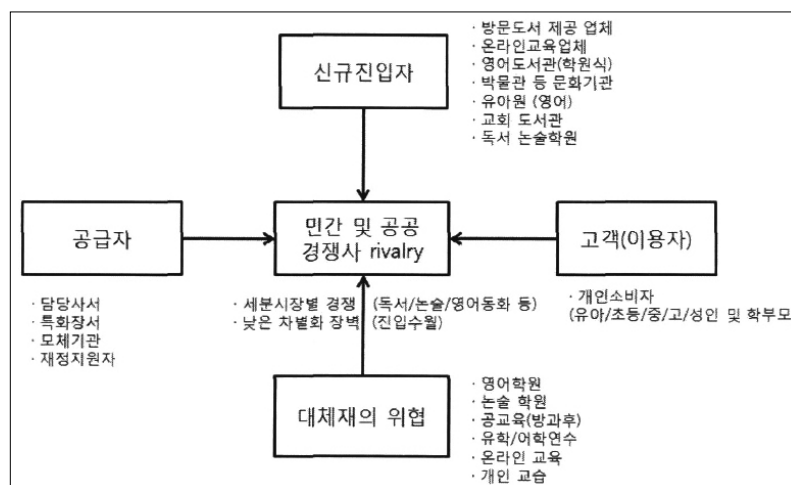 신규진입자
· 방문도서 제공 업체
· 온라인교육업체
· 영어도서관(학원식)
· 박물관 등 문화기관
· 유아원 (영어)
· 교회 도서관
· 독서 논술학원
공급자
민간 및 공공
경쟁사 rivalry
고객(이용자)
· 담당사서
· 특화장서
· 모체기관
· 재정지원자
· 세분시장별 경쟁 (독서/논술/영어동화 등)
· 낮은 차별화 장벽 (진입수월)
· 개인소비자
(유아/초등/중/고/성인 및 학부모
대체재의 위협
· 영어학원
· 논술 학원
· 공교육(방과후)
· 유학/어학연수
· 온라인 교육
· 개인 교습